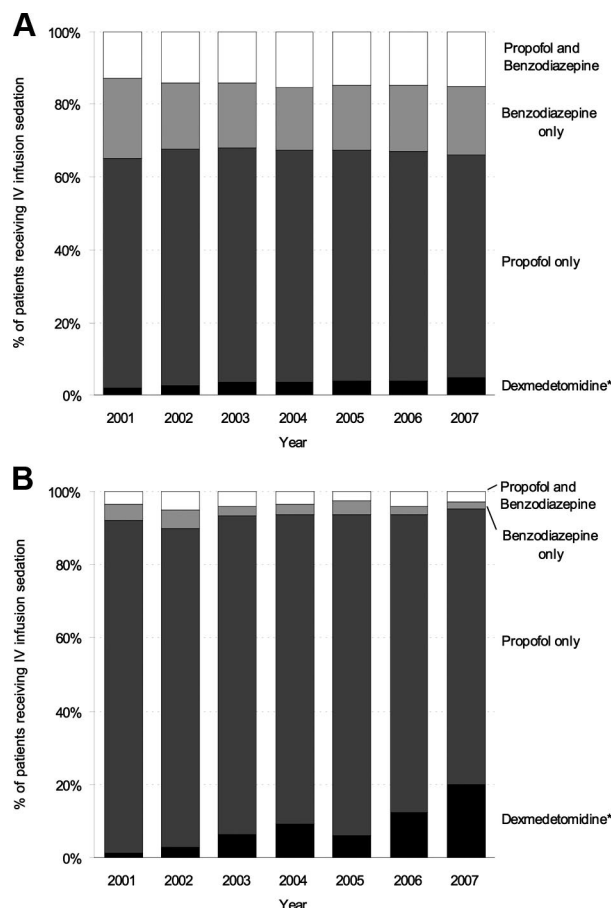 A
% of patients receiving IV infusion sedation
100%
80%
60%
40%
20%
0%
Propofol and
Benzodiazepine
Benzodiazepine
only
Propofol only
Dexmedetomidine*
2001 2002 2003 2004 2005 2006 2007
Year
B
% of patients receiving IV infusion sedation
100%
80%
60%
40%
20%
0%
Propofol and
Benzodiazepine
Benzodiazepine
only
Propofol only
Dexmedetomidine*
2001 2002 2003 2004 2005 2006 2007
Year